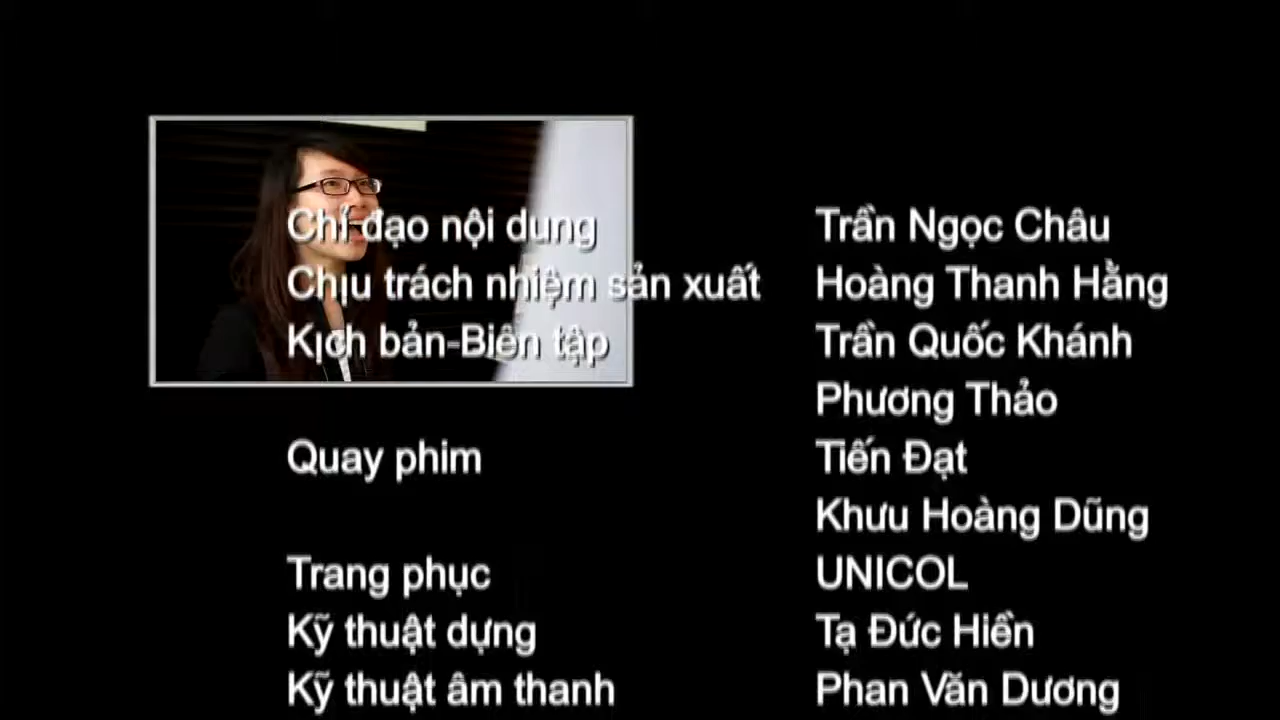 Chỉ đạo nội dung Trần Ngọc Châu
Chịu trách nhiệm sản xuất Hoàng Thanh Hằng
Kịch bản-Biên tập Trần Quốc Khánh
Phương Thảo
Quay phim Tiến Đạt
Khưu Hoàng Dũng
Trang phục UNICOL
Kỹ thuật dựng Tạ Đức Hiền
Kỹ thuật âm thanh Phan Văn Dương